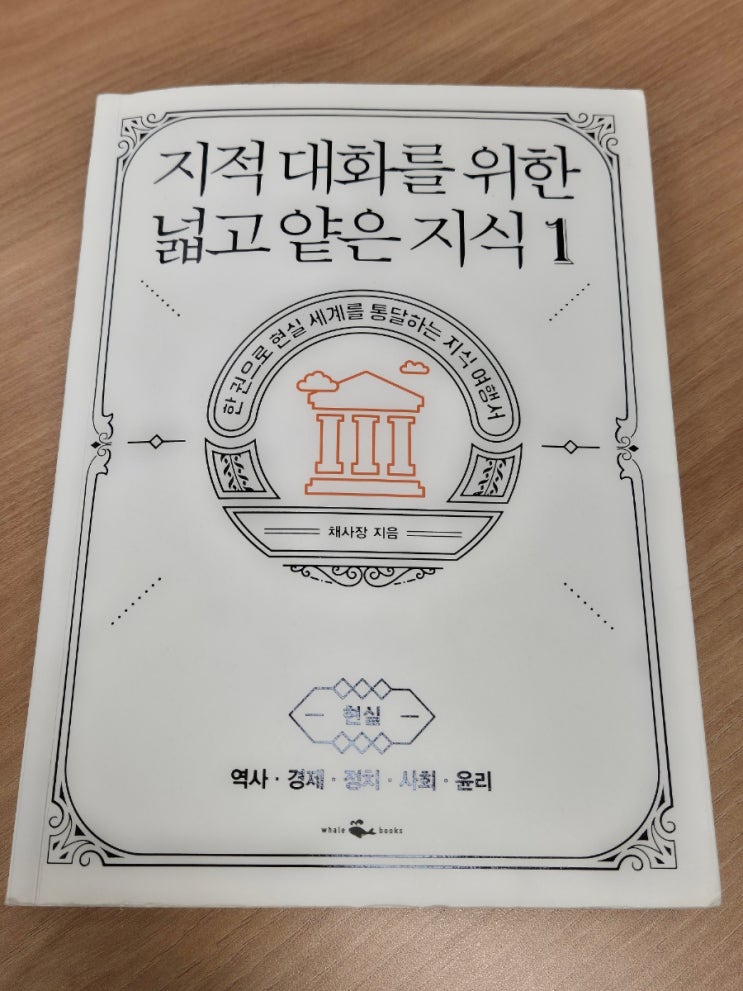 지적 대화를 위한
넓고 얕은 지식 1
한 권으로 현실 세계를 통달하는 지식 여행서
채사장 지음
현실
역사 · 경제 · 정치 · 사회 · 윤리
whale books